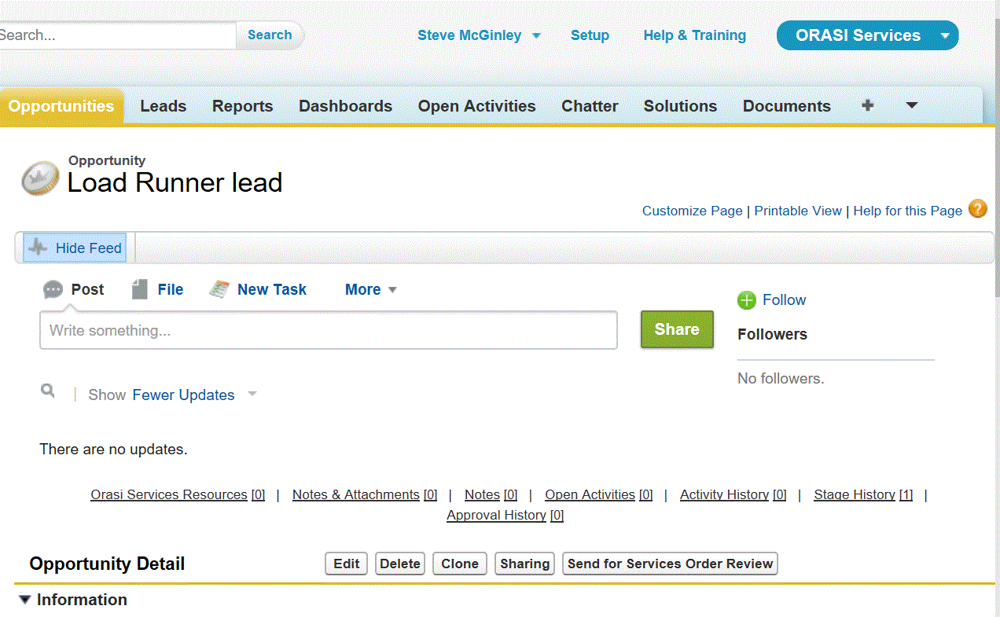 Search... Search Steve McGinley Setup Help & Training ORASI Services
Opportunities Leads Reports Dashboards Open Activities Chatter Solutions Documents +
Opportunity
Load Runner lead
Customize Page | Printable View | Help for this Page ?
Hide Feed
Post File New Task More
Follow
Write something... Share
Followers
No followers.
| Show Fewer Updates
There are no updates.
Orasi Services Resources [0] | Notes & Attachments [0] | Notes [0] | Open Activities [0] | Activity History [0] | Stage History [1] |
Approval History [0]
Opportunity Detail Edit Delete Clone Sharing Send for Services Order Review
Information